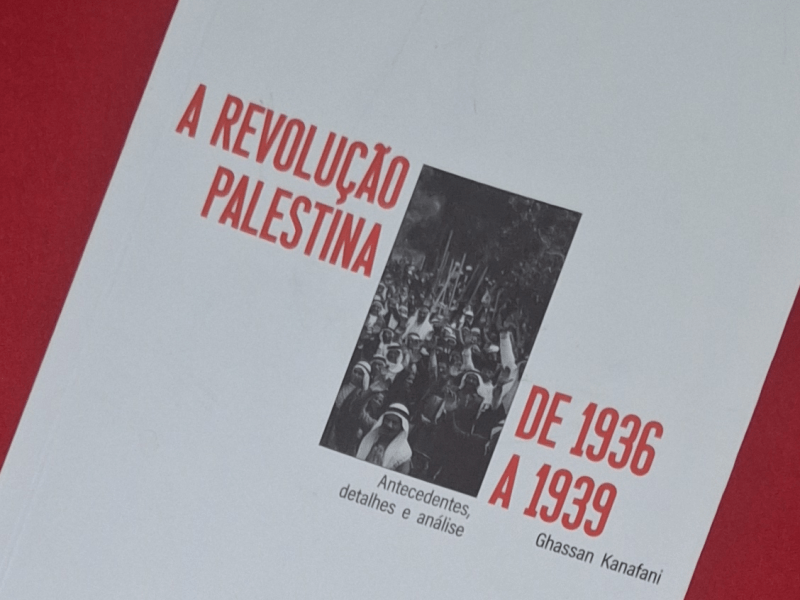 A REVOLUÇÃO
PALESTINA
DE 1936
A 1939
Antecedentes,
detalhes e análise
Ghassan Kanafani